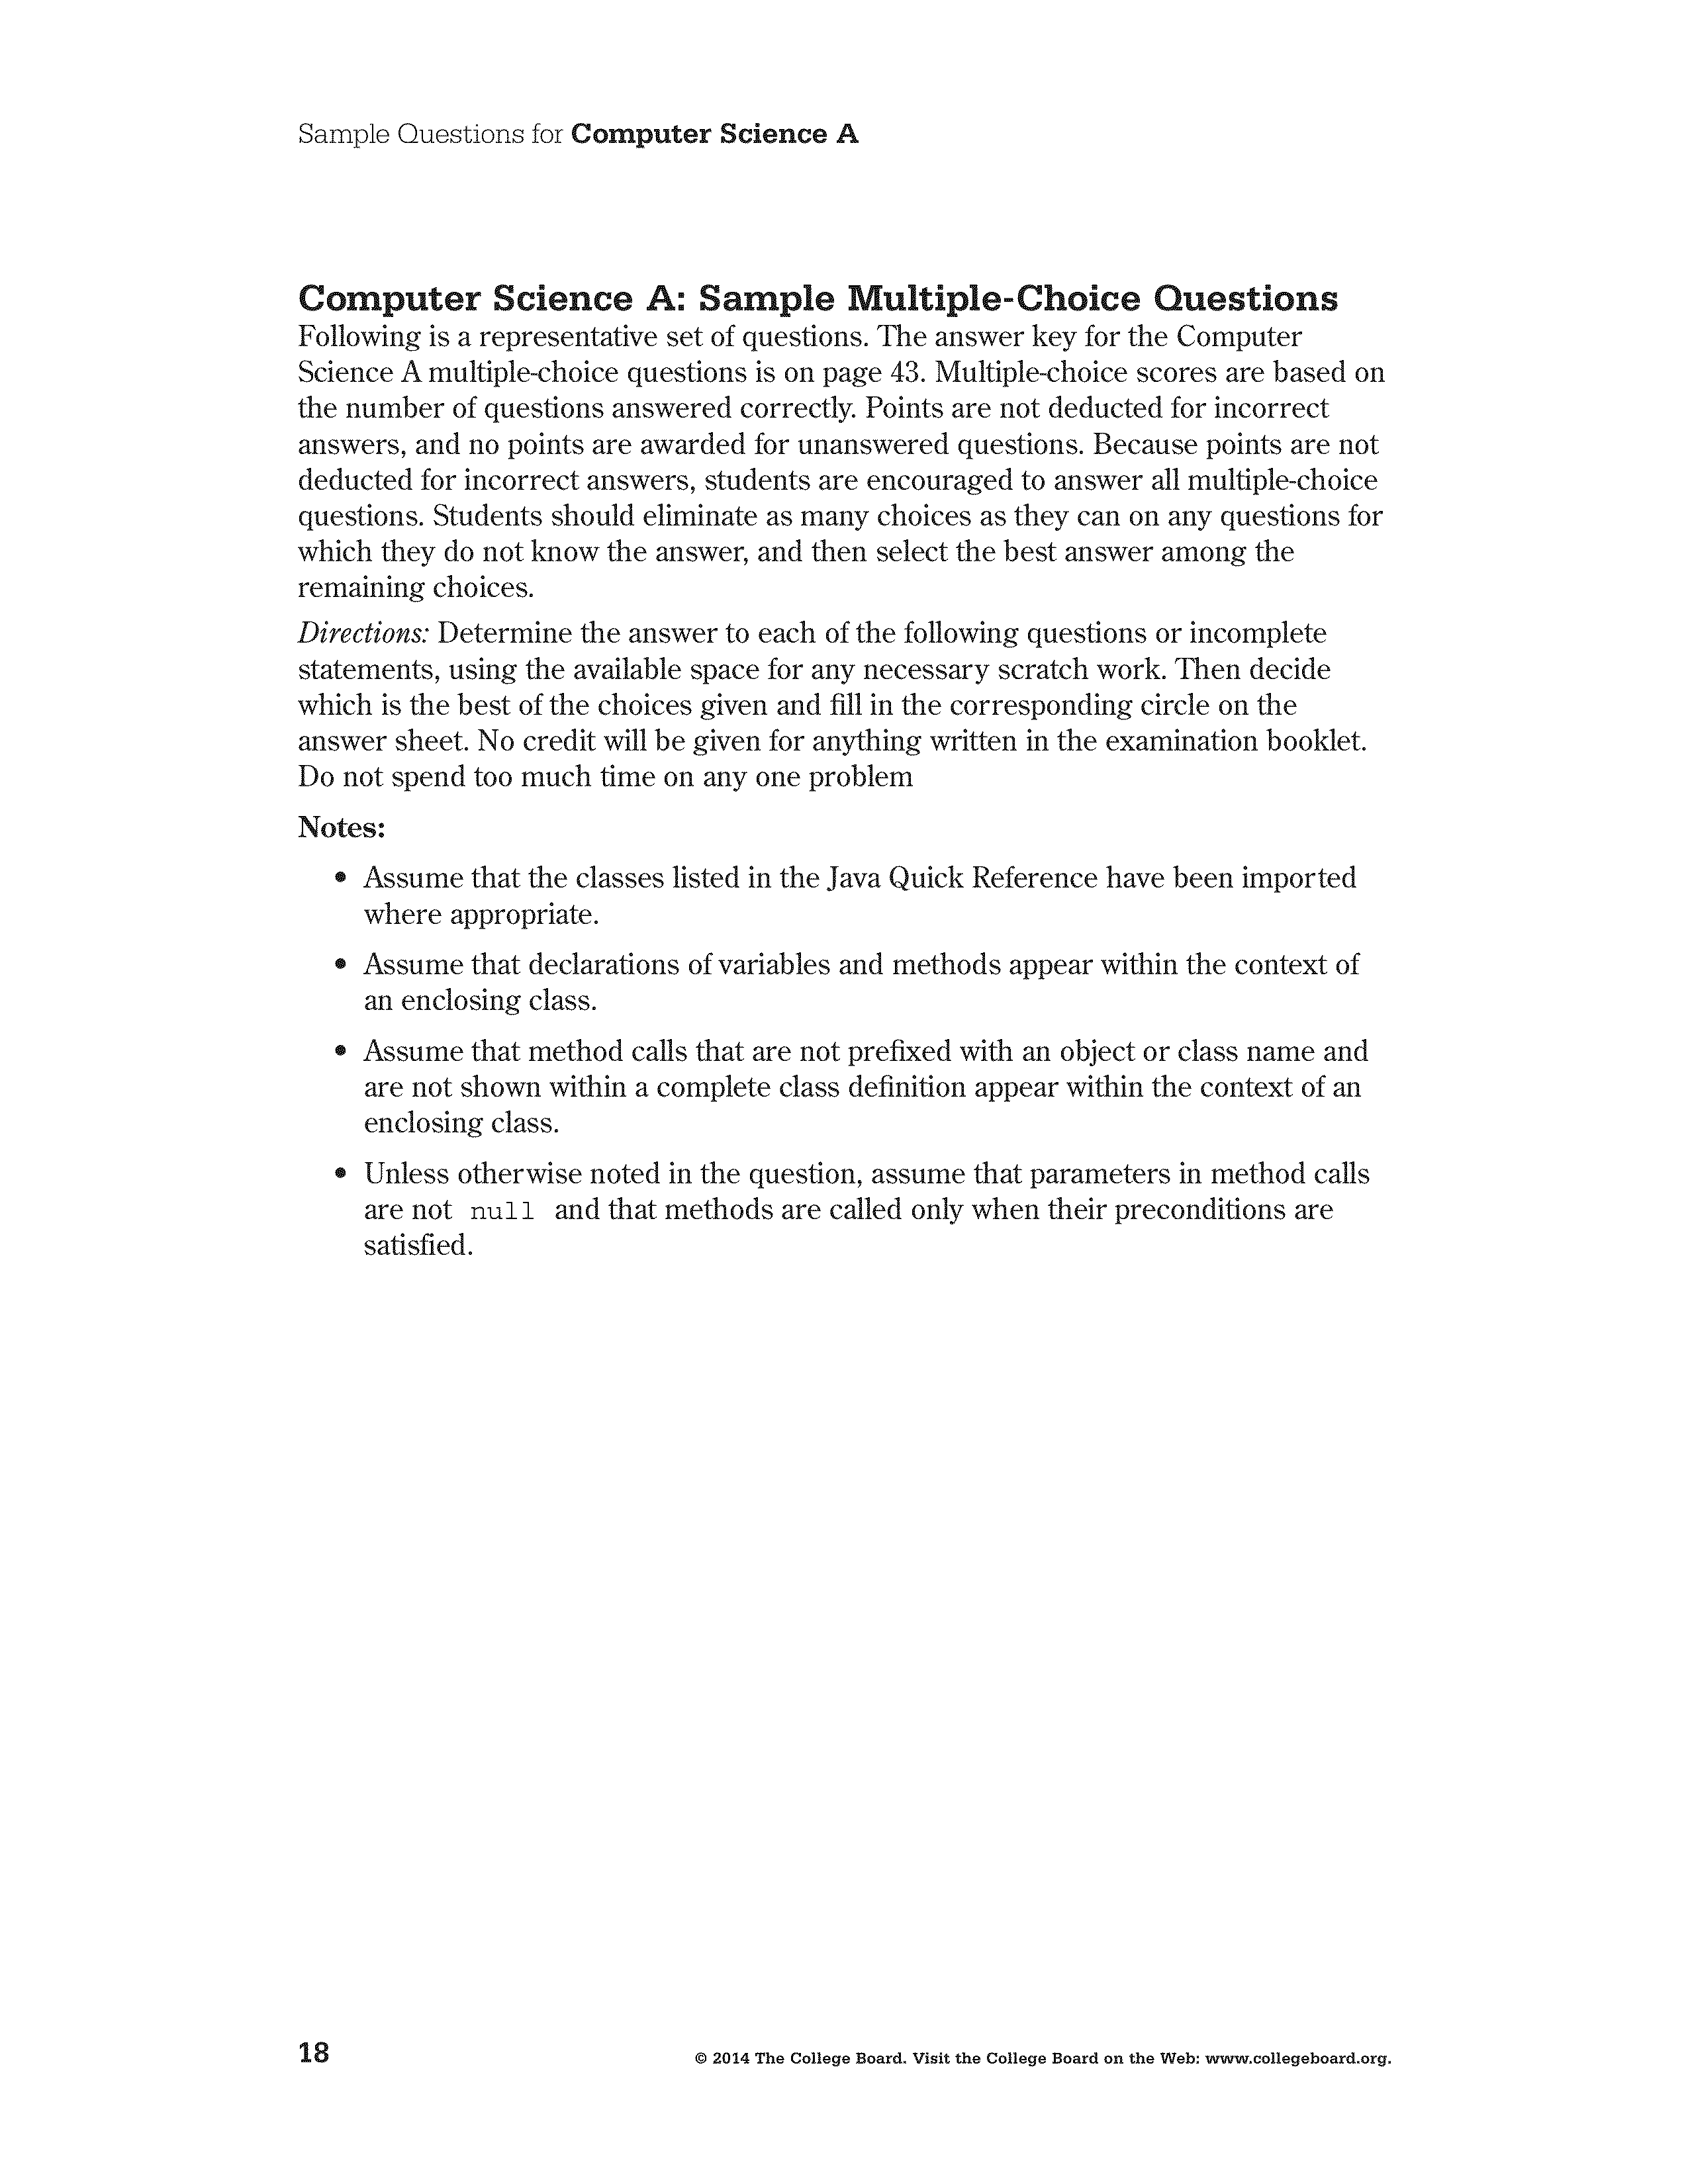 Sample Questions for Computer Science A
Computer Science A: Sample Multiple-Choice Questions
Following is a representative set of questions. The answer key for the Computer
Science A multiple-choice questions is on page 43. Multiple-choice scores are based on
the number of questions answered correctly. Points are not deducted for incorrect
answers, and no points are awarded for unanswered questions. Because points are not
deducted for incorrect answers, students are encouraged to answer all multiple-choice
questions. Students should eliminate as many choices as they can on any questions for
which they do not know the answer, and then select the best answer among the
remaining choices.
Directions: Determine the answer to each of the following questions or incomplete
statements, using the available space for any necessary scratch work. Then decide
which is the best of the choices given and fill in the corresponding circle on the
answer sheet. No credit will be given for anything written in the examination booklet.
Do not spend too much time on any one problem
Notes:
• Assume that the classes listed in the Java Quick Reference have been imported
where appropriate.
• Assume that declarations of variables and methods appear within the context of
an enclosing class.
• Assume that method calls that are not prefixed with an object or class name and
are not shown within a complete class definition appear within the context of an
enclosing class.
• Unless otherwise noted in the question, assume that parameters in method calls
are not null and that methods are called only when their preconditions are
satisfied.
18
© 2014 The College Board. Visit the College Board on the Web: www.collegeboard.org.